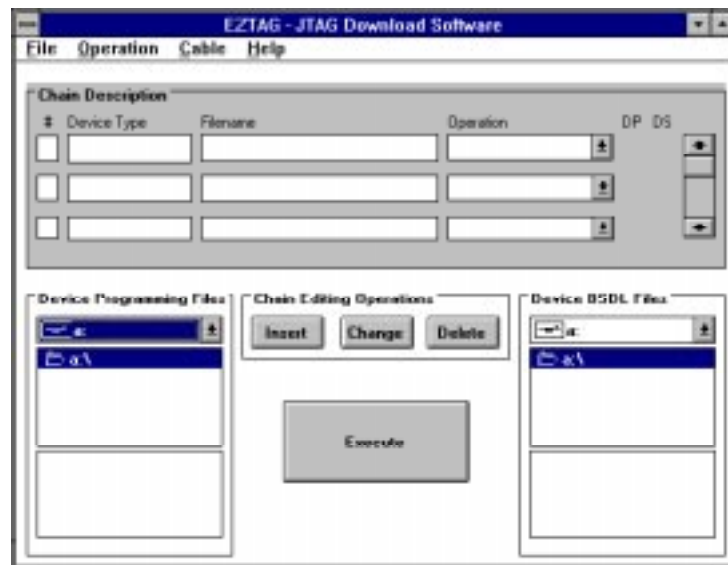 EZTAG - JTAG Download Software
File Operation Cable Help
Chain Description
# Device Type Filename Operation DP DS
Device Programming Files
Chain Editing Operations
Device BSDL Files
a:
Insert Change Delete
a:
a:\
a:\
Execute